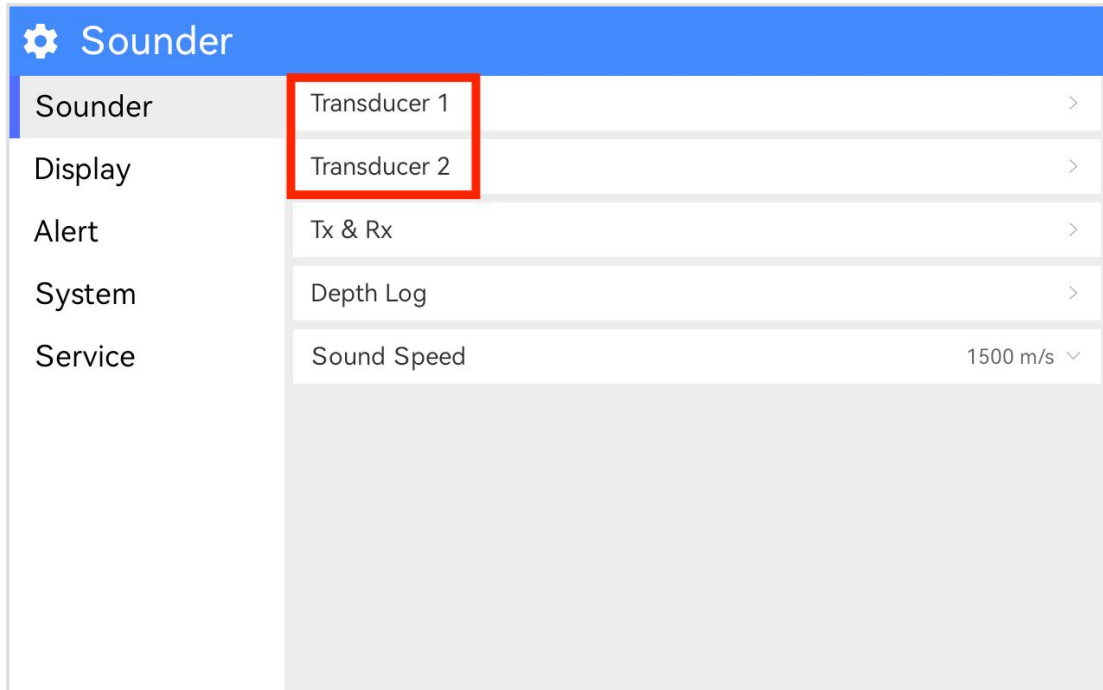 Sounder
Sounder
Display
Alert
System
Service
Transducer 1
Transducer 2
Tx & Rx
Depth Log
Sound Speed 1500 m/s